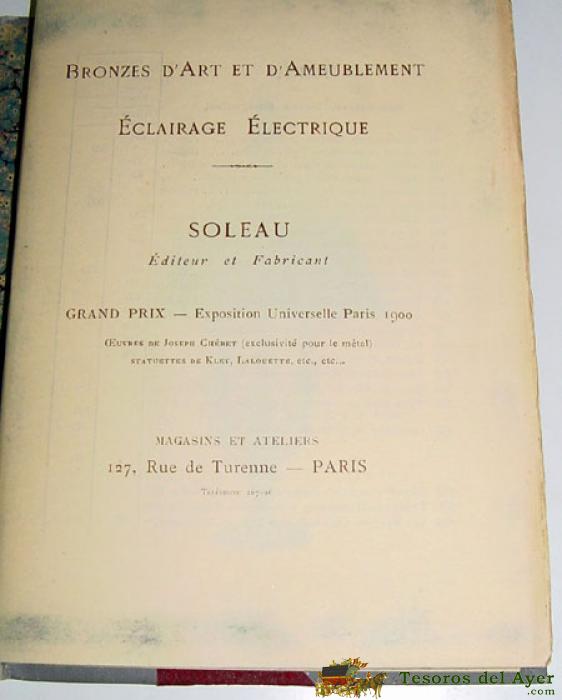 BRONZES D'ART ET D'AMEUBLEMENT
ÉCLAIRAGE ÉLECTRIQUE
SOLEAU
Éditeur et Fabricant
GRAND PRIX — Exposition Universelle Paris 1900
ŒUVRES DE JOSEPH CHÉRET (exclusivité pour le métal)
STATUETTES DE KLEY, LALOUETTE, etc., etc...
MAGASINS ET ATELIERS
127, Rue de Turenne — PARIS
TÉLÉPHONE
Tesoros del Ayer
.com